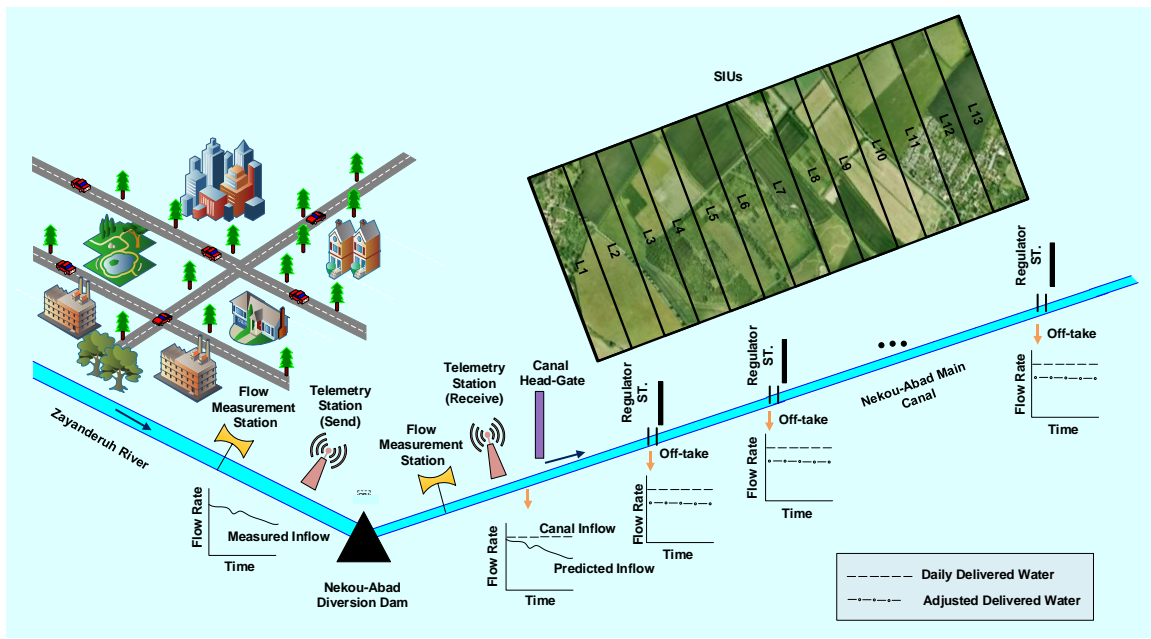 SIUs
L1
L2
L3
L4
L5
L6
L7
L8
L9
L10
L11
L12
L13
Zayanderuh River
Flow
Measurement
Station
Telemetry
Station
(Send)
Flow Rate
Measured Inflow
Time
Nekou-Abad
Diversion Dam
Flow
Measurement
Station
Telemetry
Station
(Receive)
Canal
Head-Gate
Flow Rate
Canal Inflow
Predicted Inflow
Time
Regulator
ST.
Off-take
Flow Rate
Time
Regulator
ST.
Off-take
Flow Rate
Time
Nekou-Abad Main
Canal
Regulator
ST.
Off-take
Flow Rate
Time
Daily Delivered Water
Adjusted Delivered Water